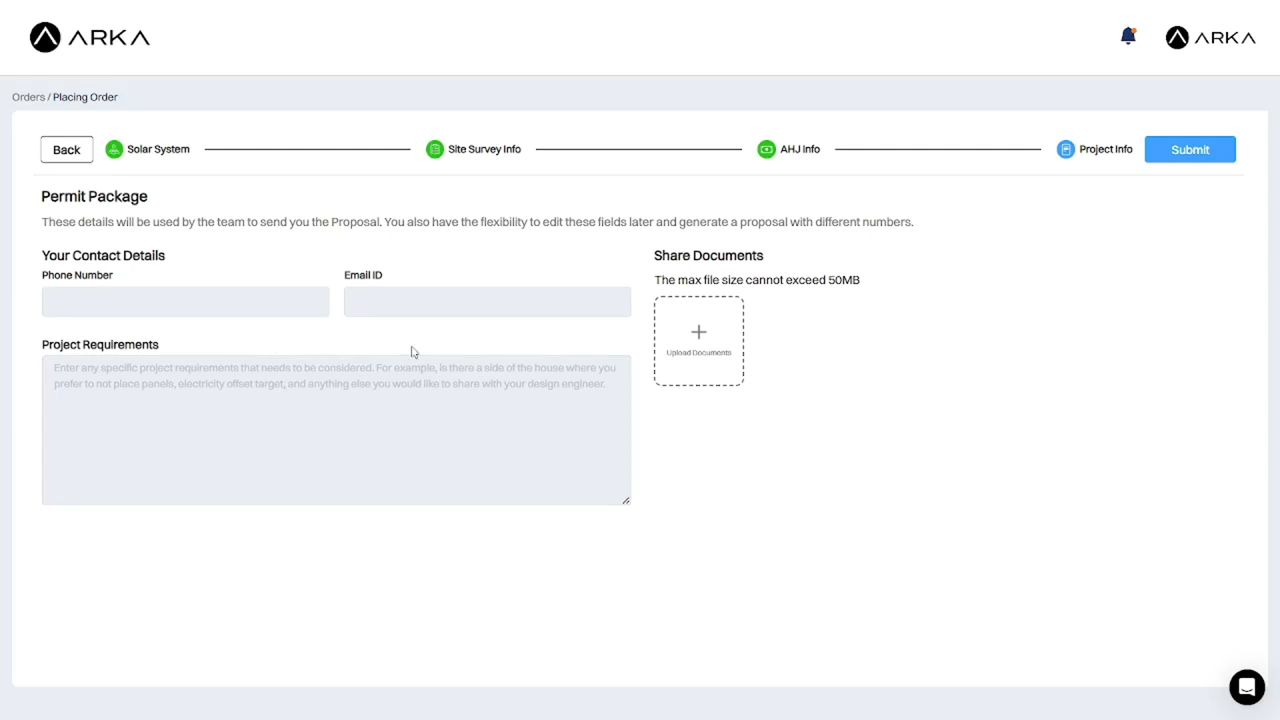 ARKA
ARKA
Orders / Placing Order
Back
Solar System
Site Survey Info
AHJ Info
Project Info
Submit
Permit Package
These details will be used by the team to send you the Proposal. You also have the flexibility to edit these fields later and generate a proposal with different numbers.
Your Contact Details
Phone Number
Email ID
Project Requirements
Enter any specific project requirements that needs to be considered. For example, is there a side of the house where you
prefer to not place panels, electricity offset target, and anything else you would like to share with your design engineer.
Share Documents
The max file size cannot exceed 50MB
Upload Documents